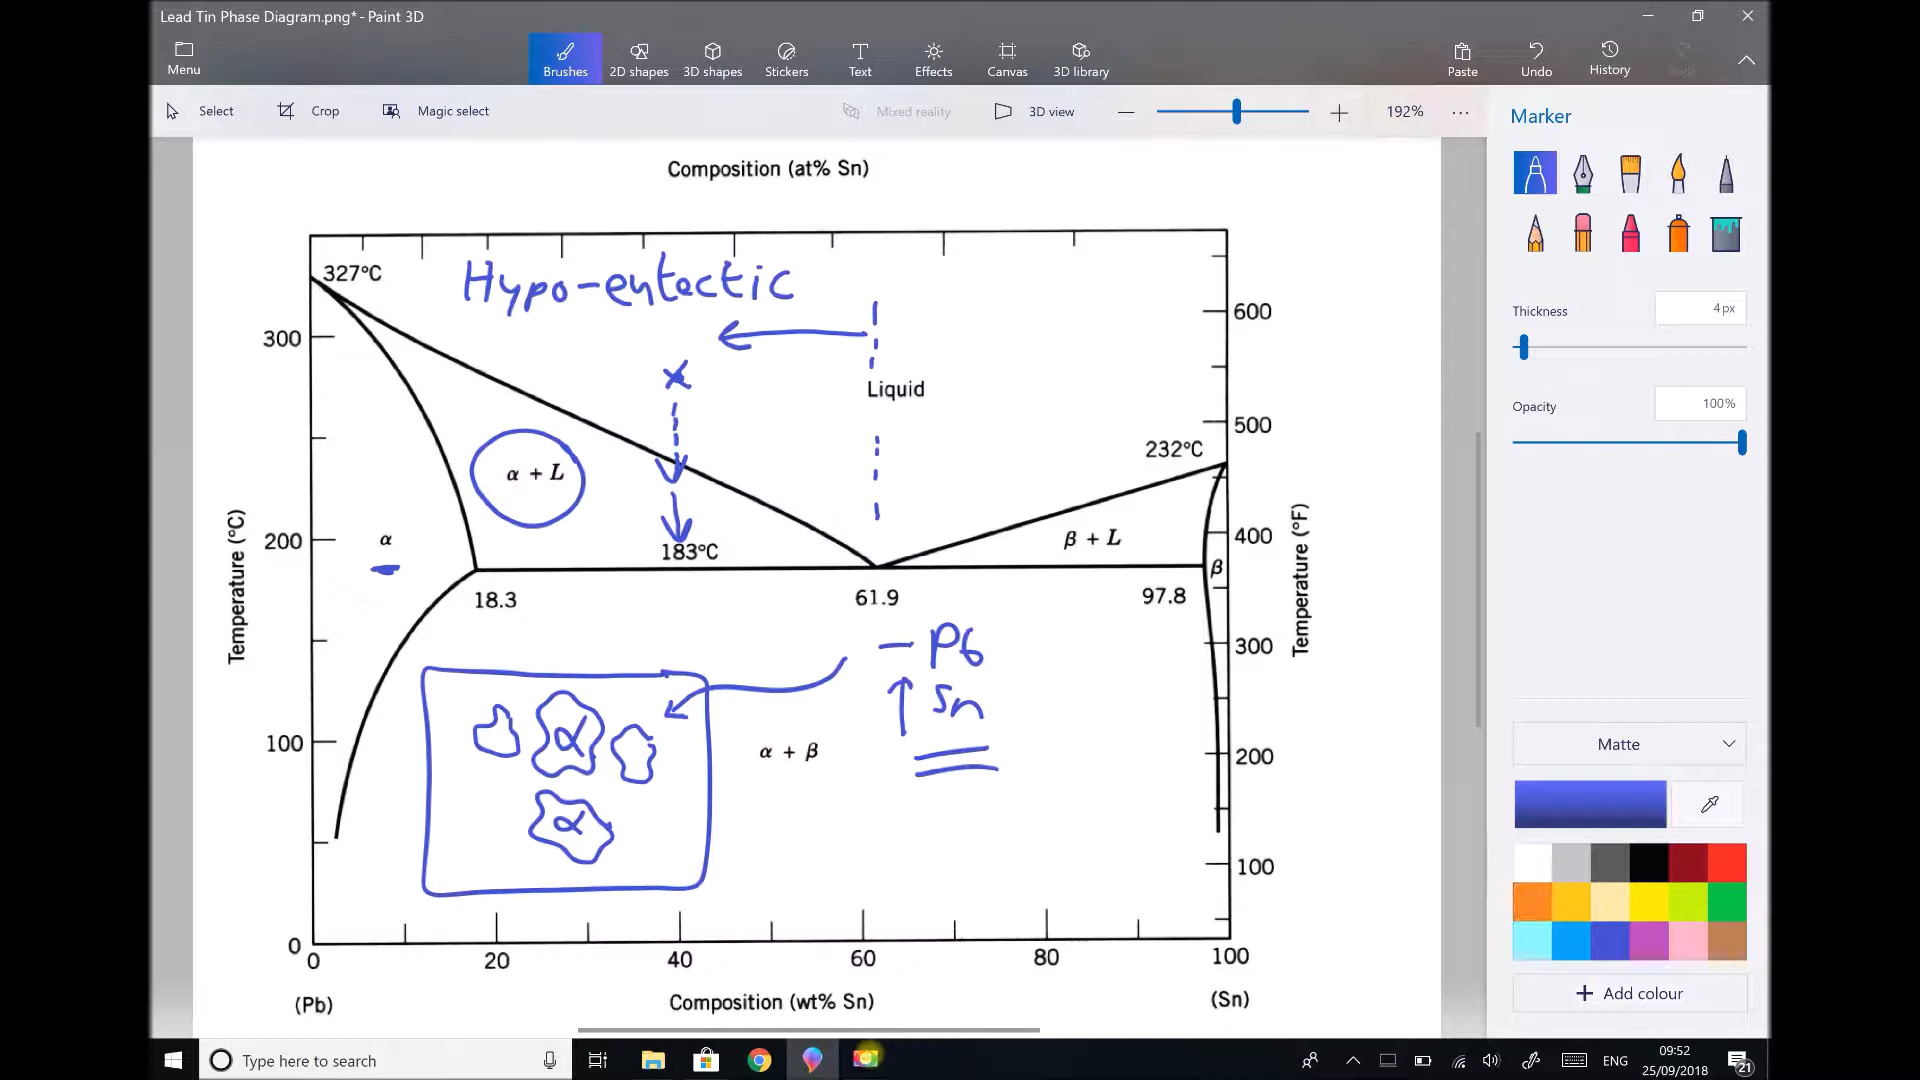 Lead Tin Phase Diagram.png* - Paint 3D
Menu
Brushes
2D shapes
3D shapes
Stickers
Text
Effects
Canvas
3D library
Paste
Undo
History
Select
Crop
Magic select
Mixed reality
3D view
192%
Marker
Thickness
4px
Opacity
100%
Matte
Add colour
Composition (at% Sn)
327°C
Hypo-eutectic
300
600
Liquid
500
232°C
α + L
Temperature (°C)
200
α
183°C
β + L
400
Temperature (°F)
β
18.3
61.9
97.8
300
— Pb
↑ Sn
α
α
100
α + β
200
100
0
0
20
40
60
80
100
(Pb)
Composition (wt% Sn)
(Sn)
Type here to search
ENG
09:52
25/09/2018
21